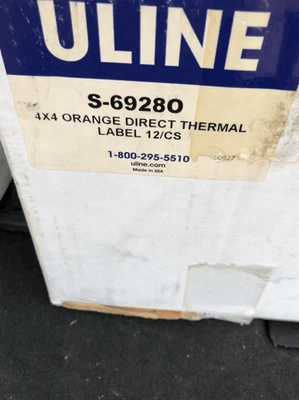 ULINE
S-6928O
4X4 ORANGE DIRECT THERMAL
LABEL 12/CS
1-800-295-5510
uline.com
Made in USA